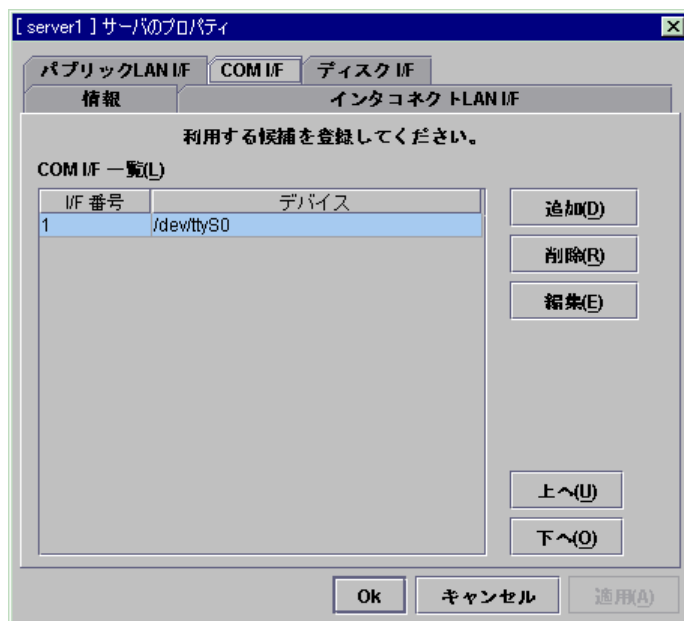 [ server1 ] サーバのプロパティ
パブリックLAN I/F COM I/F ディスク I/F
情報 インタコネクトLAN I/F
利用する候補を登録してください。
COM I/F 一覧(L)
I/F 番号 デバイス
1 /dev/ttyS0
追加(D)
削除(R)
編集(E)
上へ(U)
下へ(O)
Ok キャンセル 適用(A)